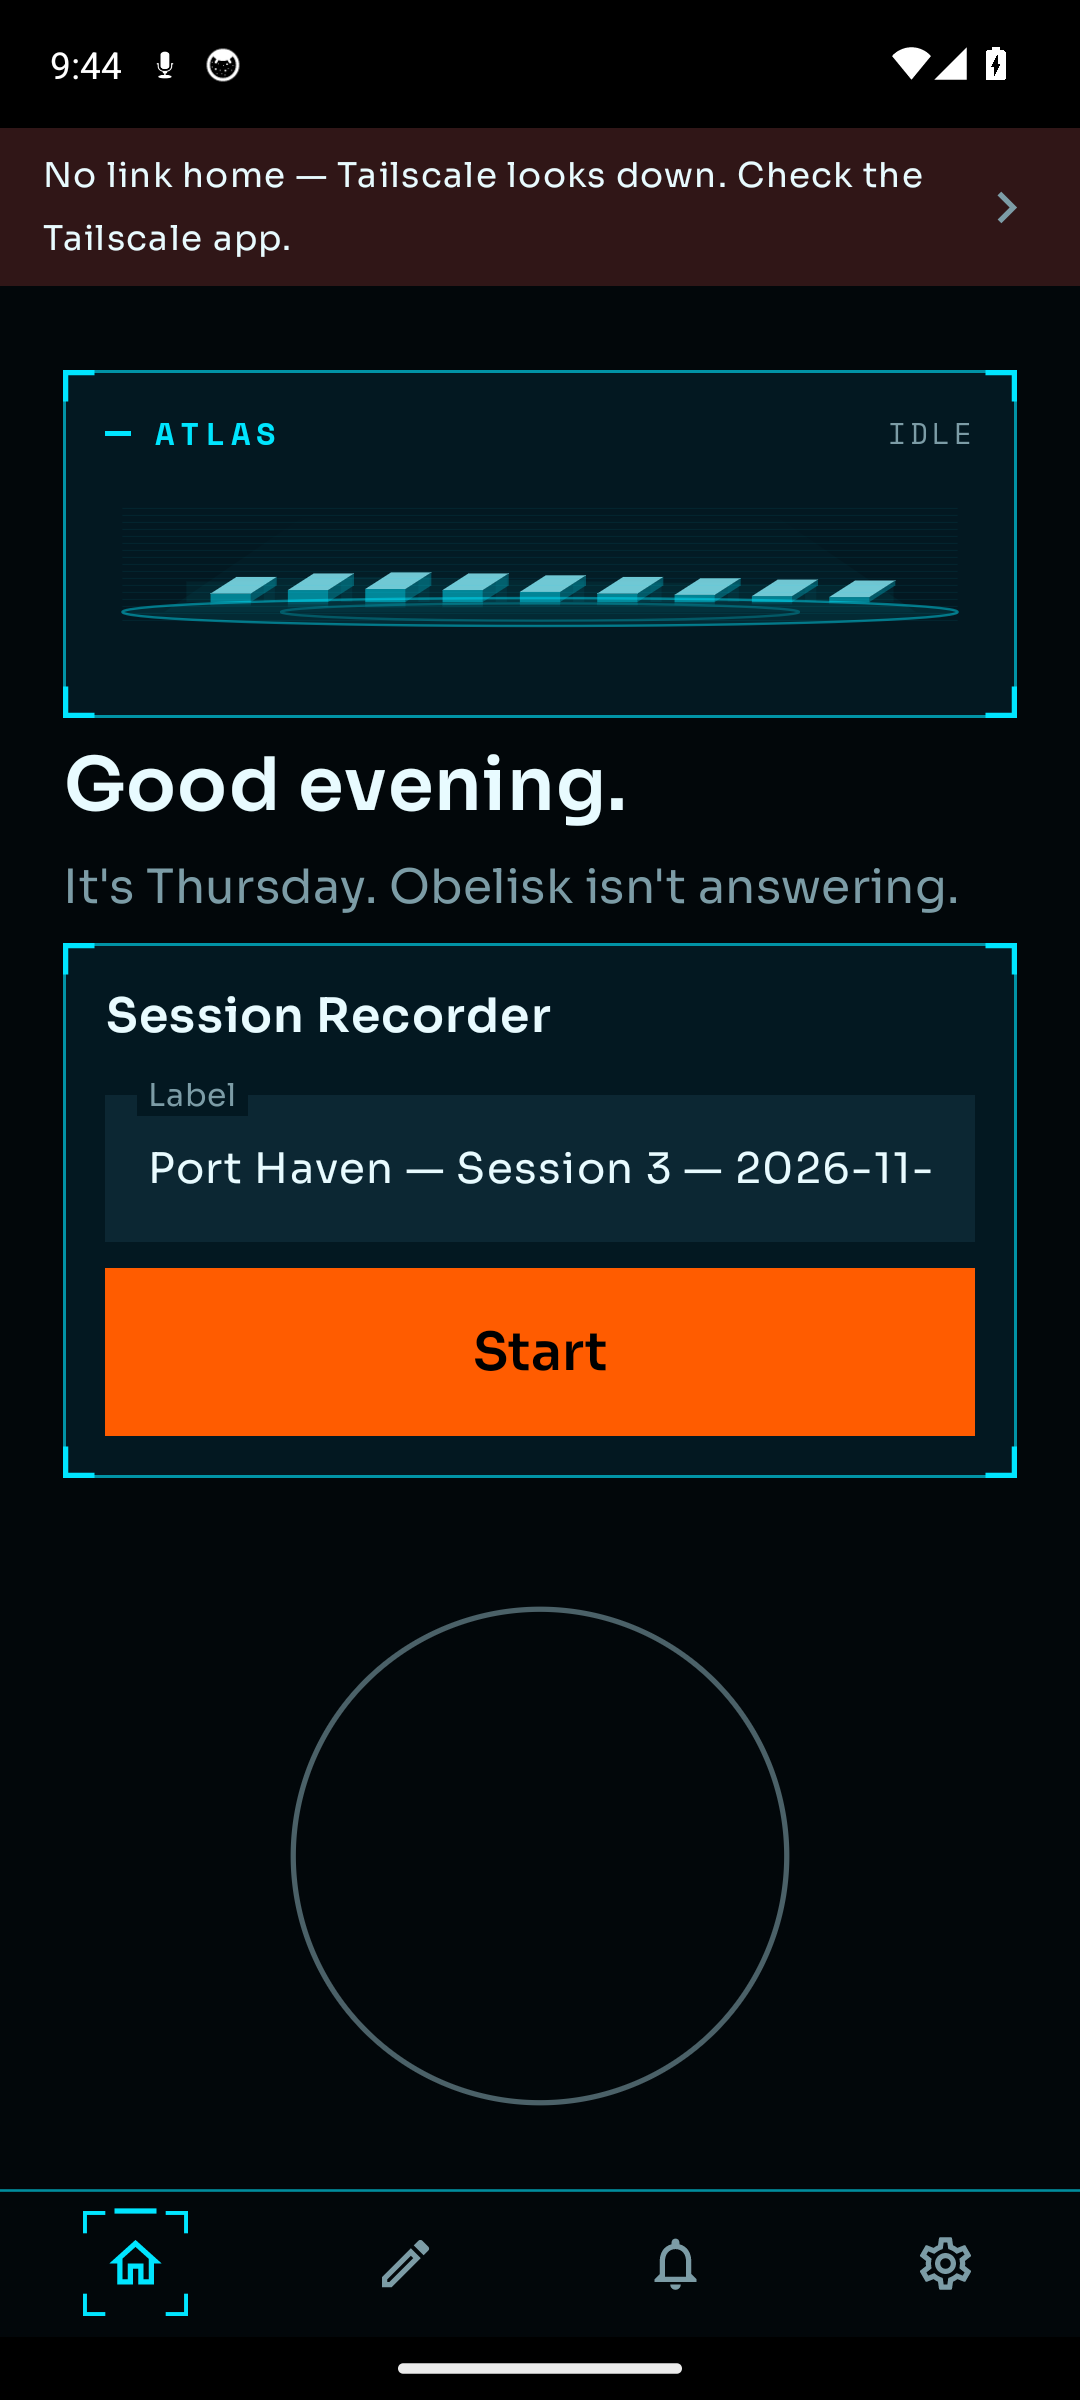 9:44
No link home — Tailscale looks down. Check the
Tailscale app.
ATLAS
IDLE
Good evening.
It's Thursday. Obelisk isn't answering.
Session Recorder
Label
Port Haven — Session 3 — 2026-11-
Start